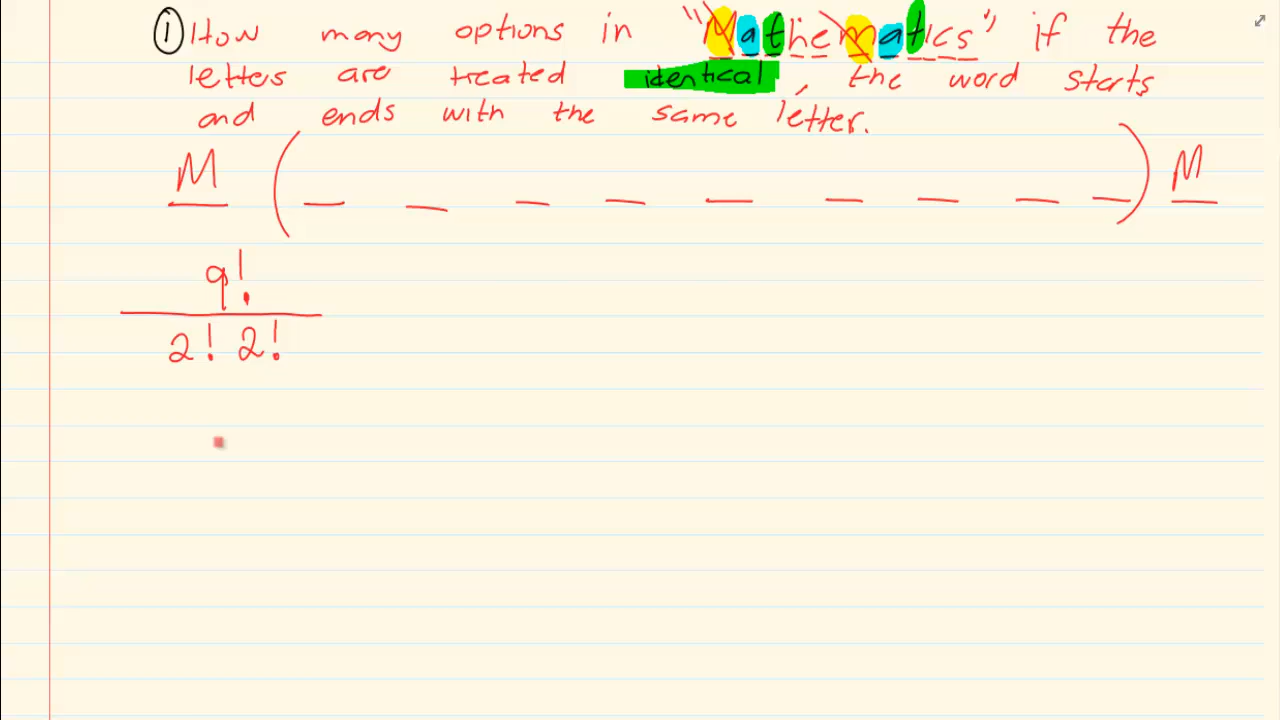 ① How many options in "Mathematics" if the
letters are treated identical, the word starts
and ends with the same letter.
M ( _ _ _ _ _ _ _ _ _ ) M
9!
2! 2!